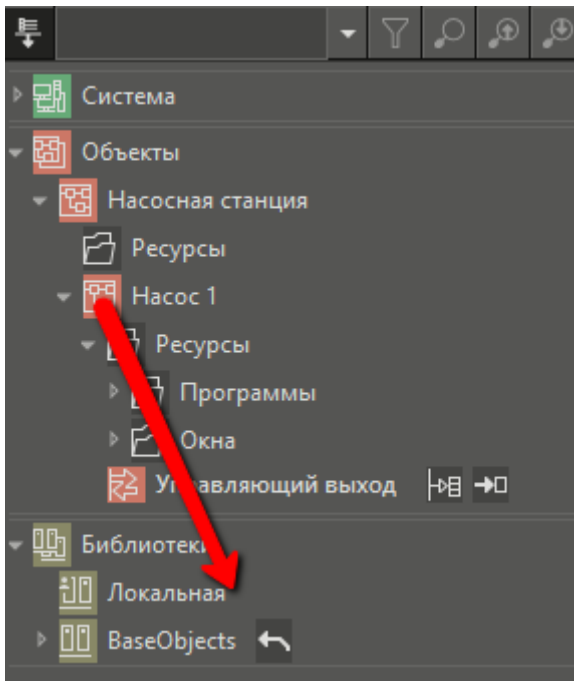 Система
Объекты
Насосная станция
Ресурсы
Насос 1
Ресурсы
Программы
Окна
Управляющий выход
Библиотеки
Локальная
BaseObjects